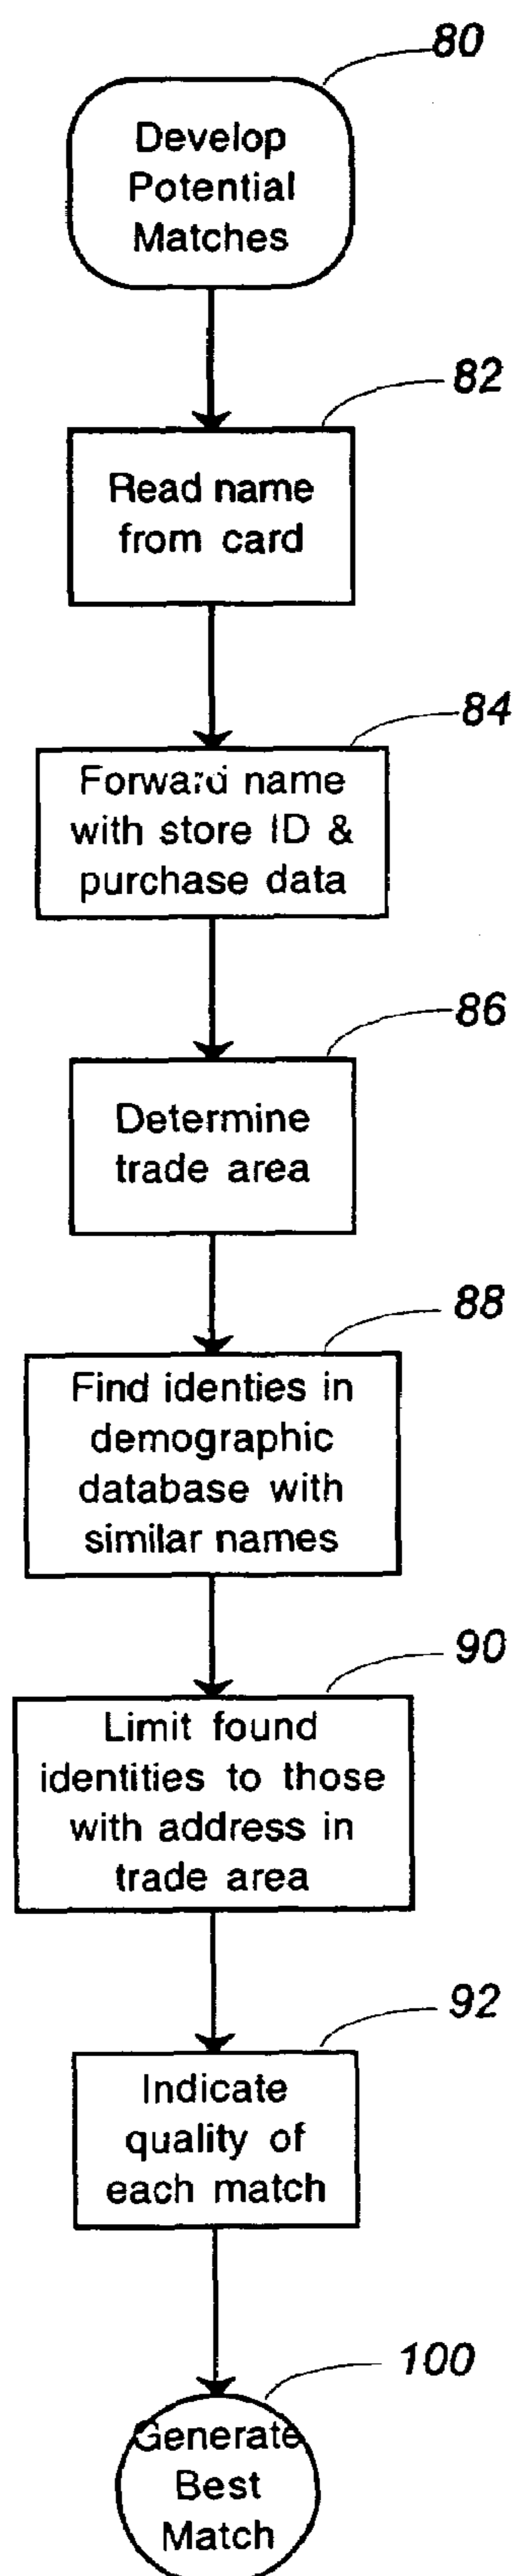 80
Develop
Potential
Matches
82
Read name
from card
84
Forward name
with store ID &
purchase data
86
Determine
trade area
88
Find identies in
demographic
database with
similar names
90
Limit found
identities to those
with address in
trade area
92
Indicate
quality of
each match
100
Generate
Best
Match